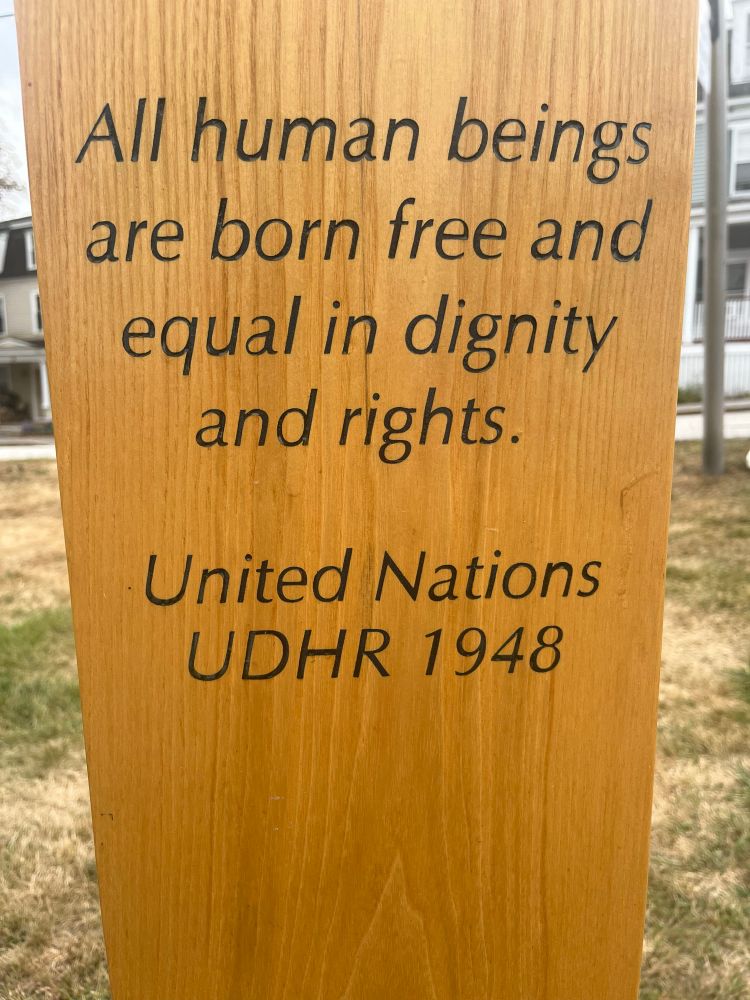 All human beings
are born free and
equal in dignity
and rights.
United Nations
UDHR 1948